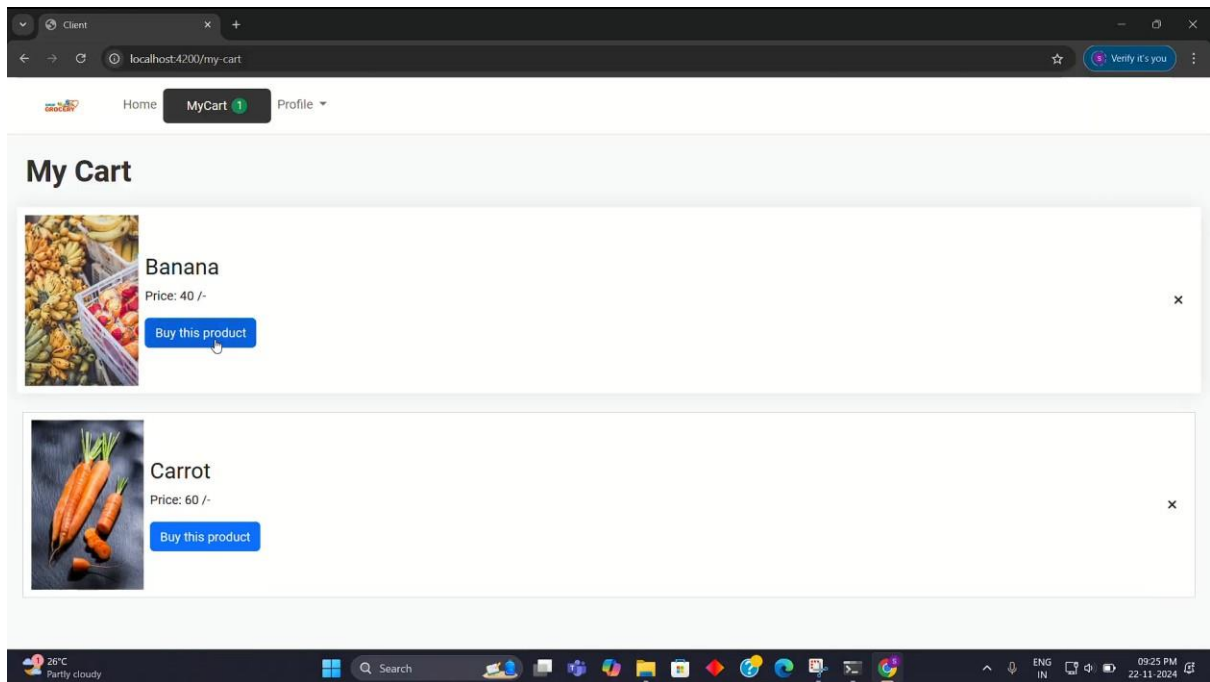 Client
localhost:4200/my-cart
Verify it's you
GROCERY
Home MyCart 1 Profile
My Cart
Banana
Price: 40 /-
Buy this product
Carrot
Price: 60 /-
Buy this product
1
26°C
Partly cloudy
Search
ENG
IN
09:25 PM
22-11-2024